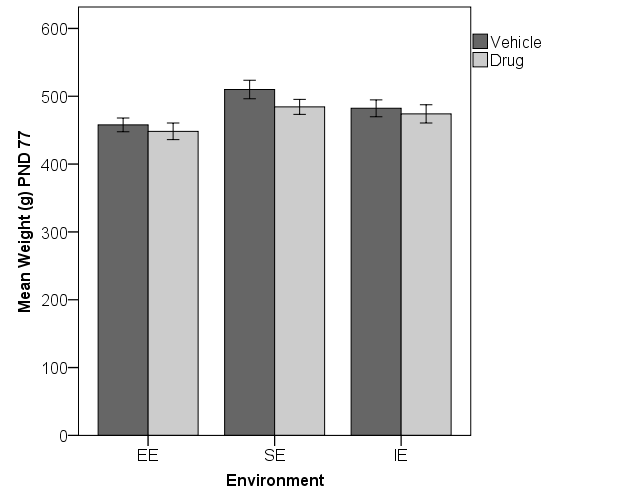 600
500
400
300
200
100
0
Mean Weight (g) PND 77
EE
SE
IE
Environment
Vehicle
Drug